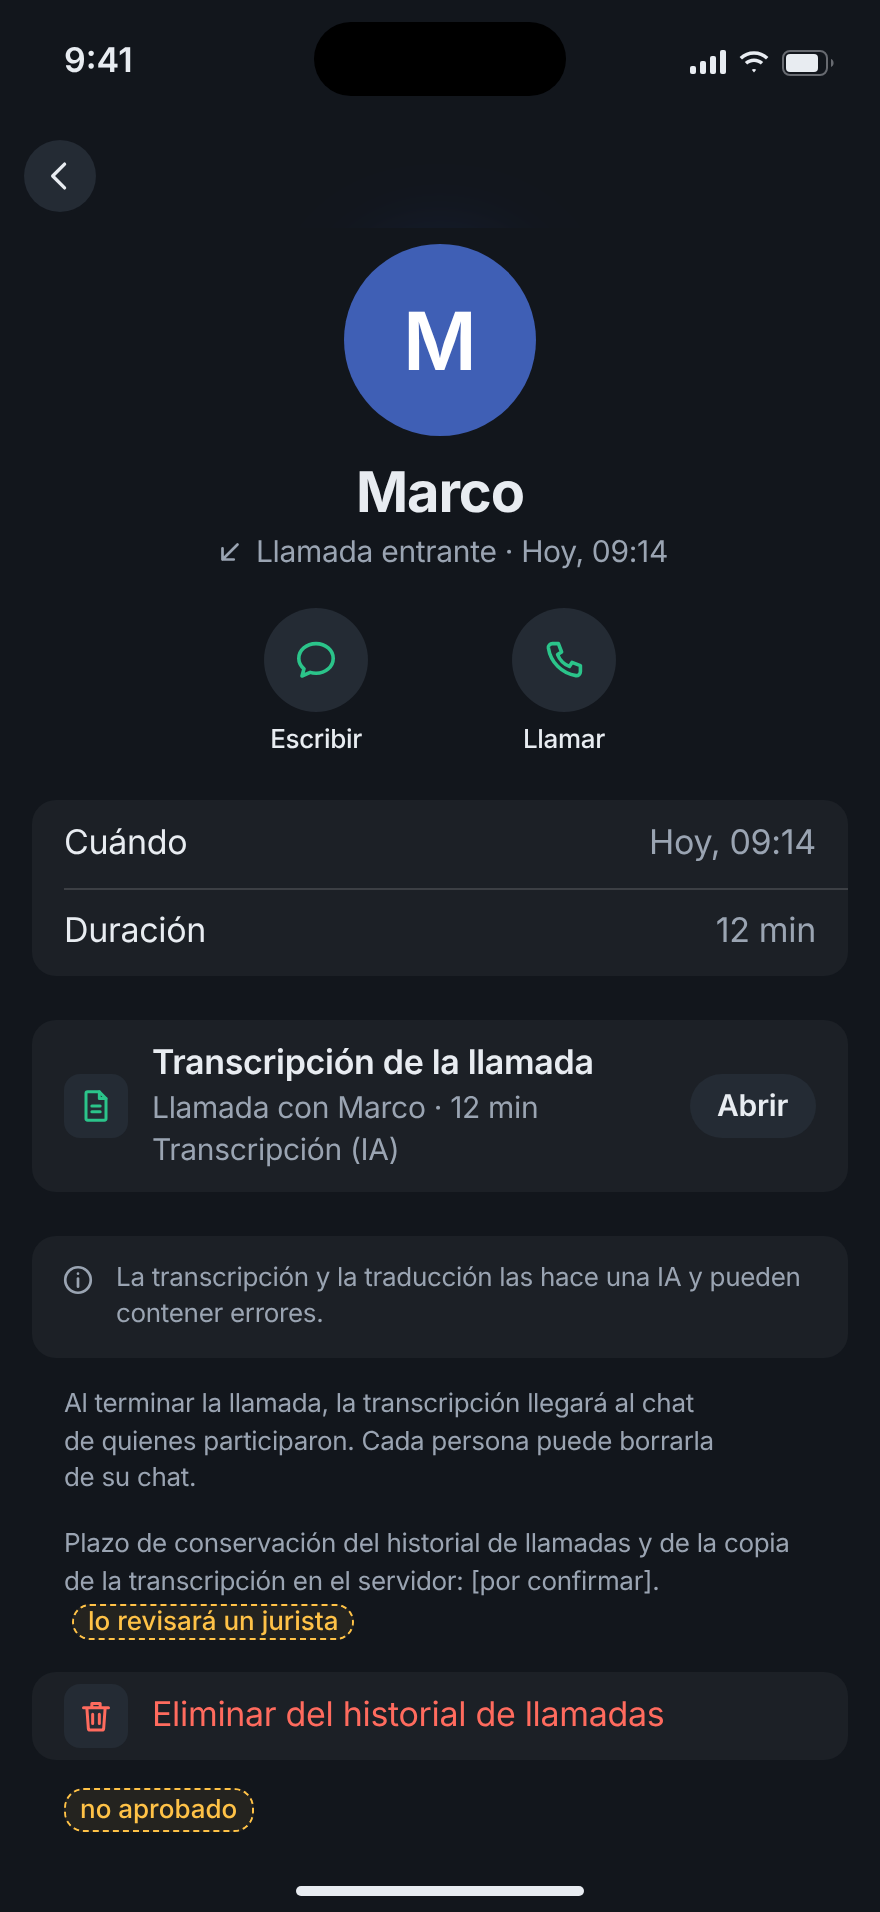 9:41
M
Marco
Llamada entrante · Hoy, 09:14
Escribir
Llamar
Cuándo
Hoy, 09:14
Duración
12 min
Transcripción de la llamada
Llamada con Marco · 12 min
Transcripción (IA)
Abrir
La transcripción y la traducción las hace una IA y pueden
contener errores.
Al terminar la llamada, la transcripción llegará al chat
de quienes participaron. Cada persona puede borrarla
de su chat.
Plazo de conservación del historial de llamadas y de la copia
de la transcripción en el servidor: [por confirmar].
lo revisará un jurista
Eliminar del historial de llamadas
no aprobado